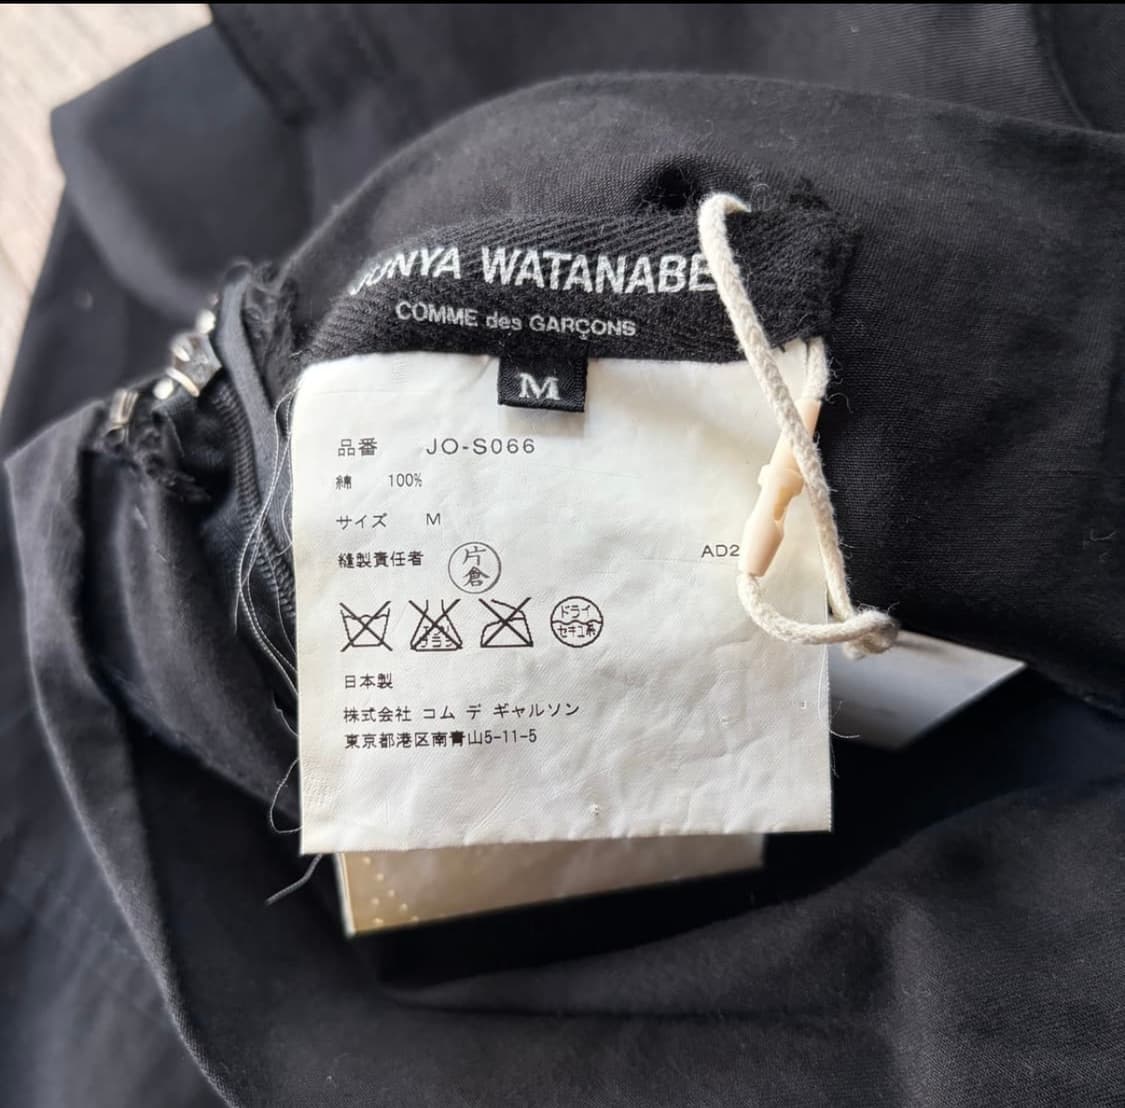 JUNYA WATANABE
COMME des GARÇONS
M
品番 JO-S066
綿 100%
サイズ M
縫製責任者 片倉
AD2
ドライ
セキユ系
日本製
株式会社 コム デ ギャルソン
東京都港区南青山5-11-5